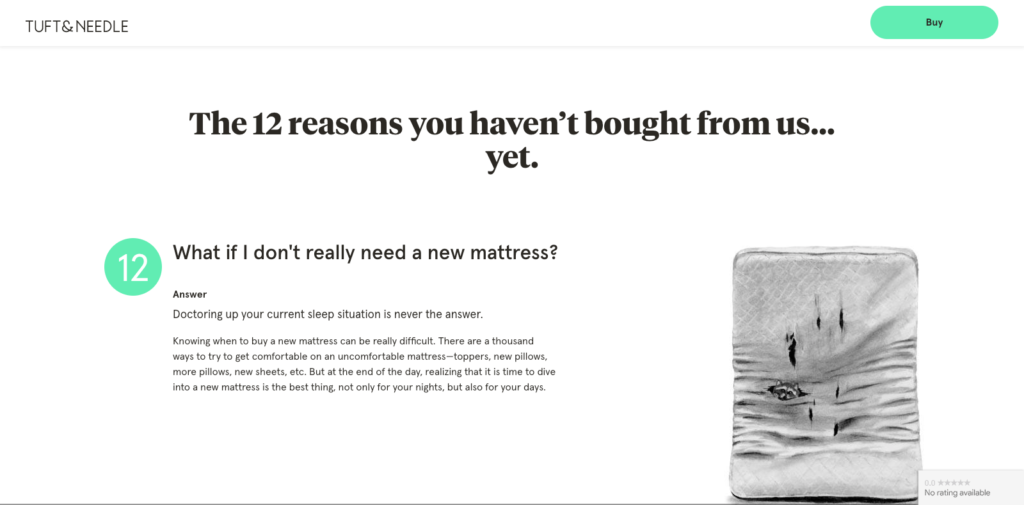 TUFT&NEEDLE
Buy
The 12 reasons you haven’t bought from us...
yet.
12
What if I don't really need a new mattress?
Answer
Doctoring up your current sleep situation is never the answer.
Knowing when to buy a new mattress can be really difficult. There are a thousand
ways to try to get comfortable on an uncomfortable mattress—toppers, new pillows,
more pillows, new sheets, etc. But at the end of the day, realizing that it is time to dive
into a new mattress is the best thing, not only for your nights, but also for your days.
0.0 ★★★★★
No rating available